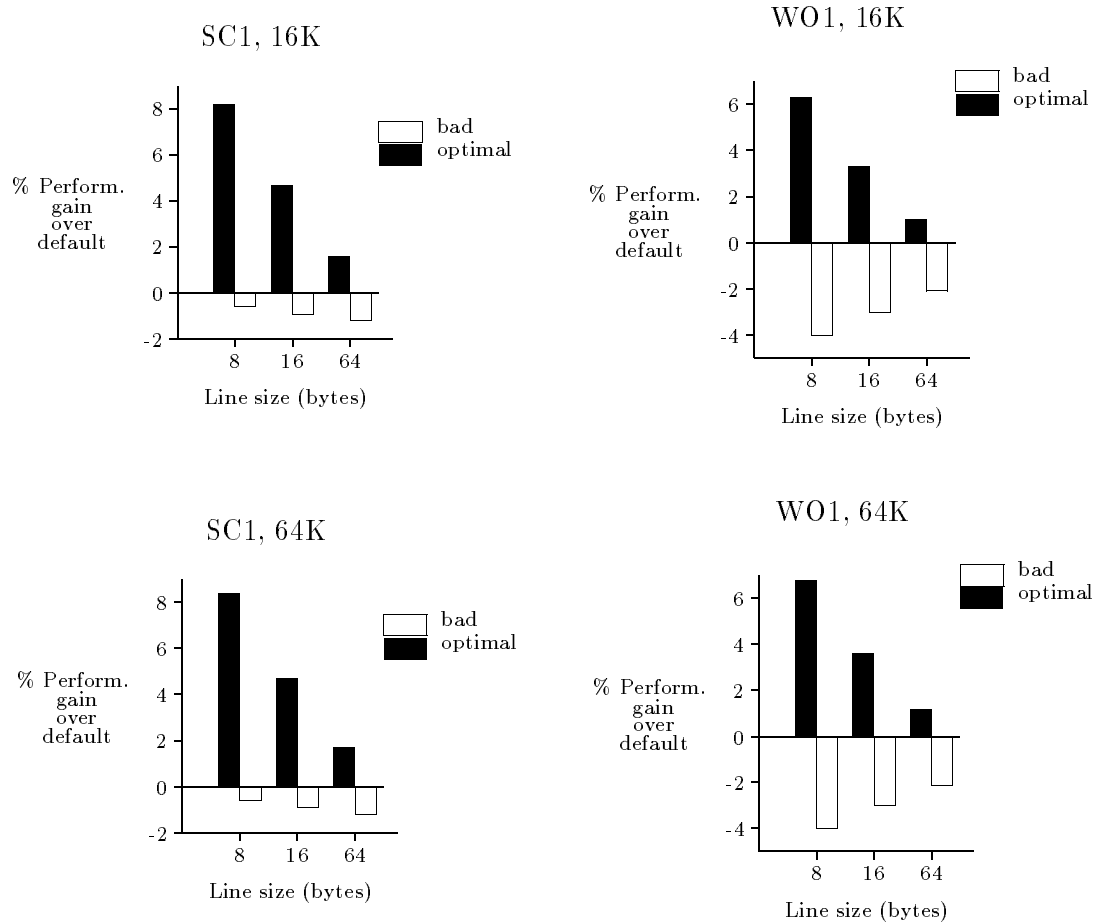 SC1, 16K
bad
optimal
% Perform.
gain
over
default
8
6
4
2
0
-2
8 16 64
Line size (bytes)
WO1, 16K
bad
optimal
% Perform.
gain
over
default
6
4
2
0
-2
-4
8 16 64
Line size (bytes)
SC1, 64K
bad
optimal
% Perform.
gain
over
default
8
6
4
2
0
-2
8 16 64
Line size (bytes)
WO1, 64K
bad
optimal
% Perform.
gain
over
default
6
4
2
0
-2
-4
8 16 64
Line size (bytes)